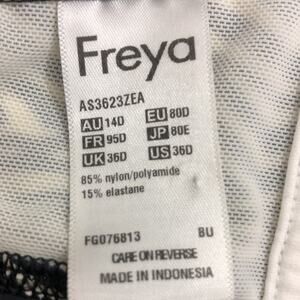 Freya
AS3623ZEA
AU 14D EU 80D
FR 95D JP 80E
UK 36D US 36D
85% nylon/polyamide
15% elastane
FG076813 BU
CARE ON REVERSE
MADE IN INDONESIA